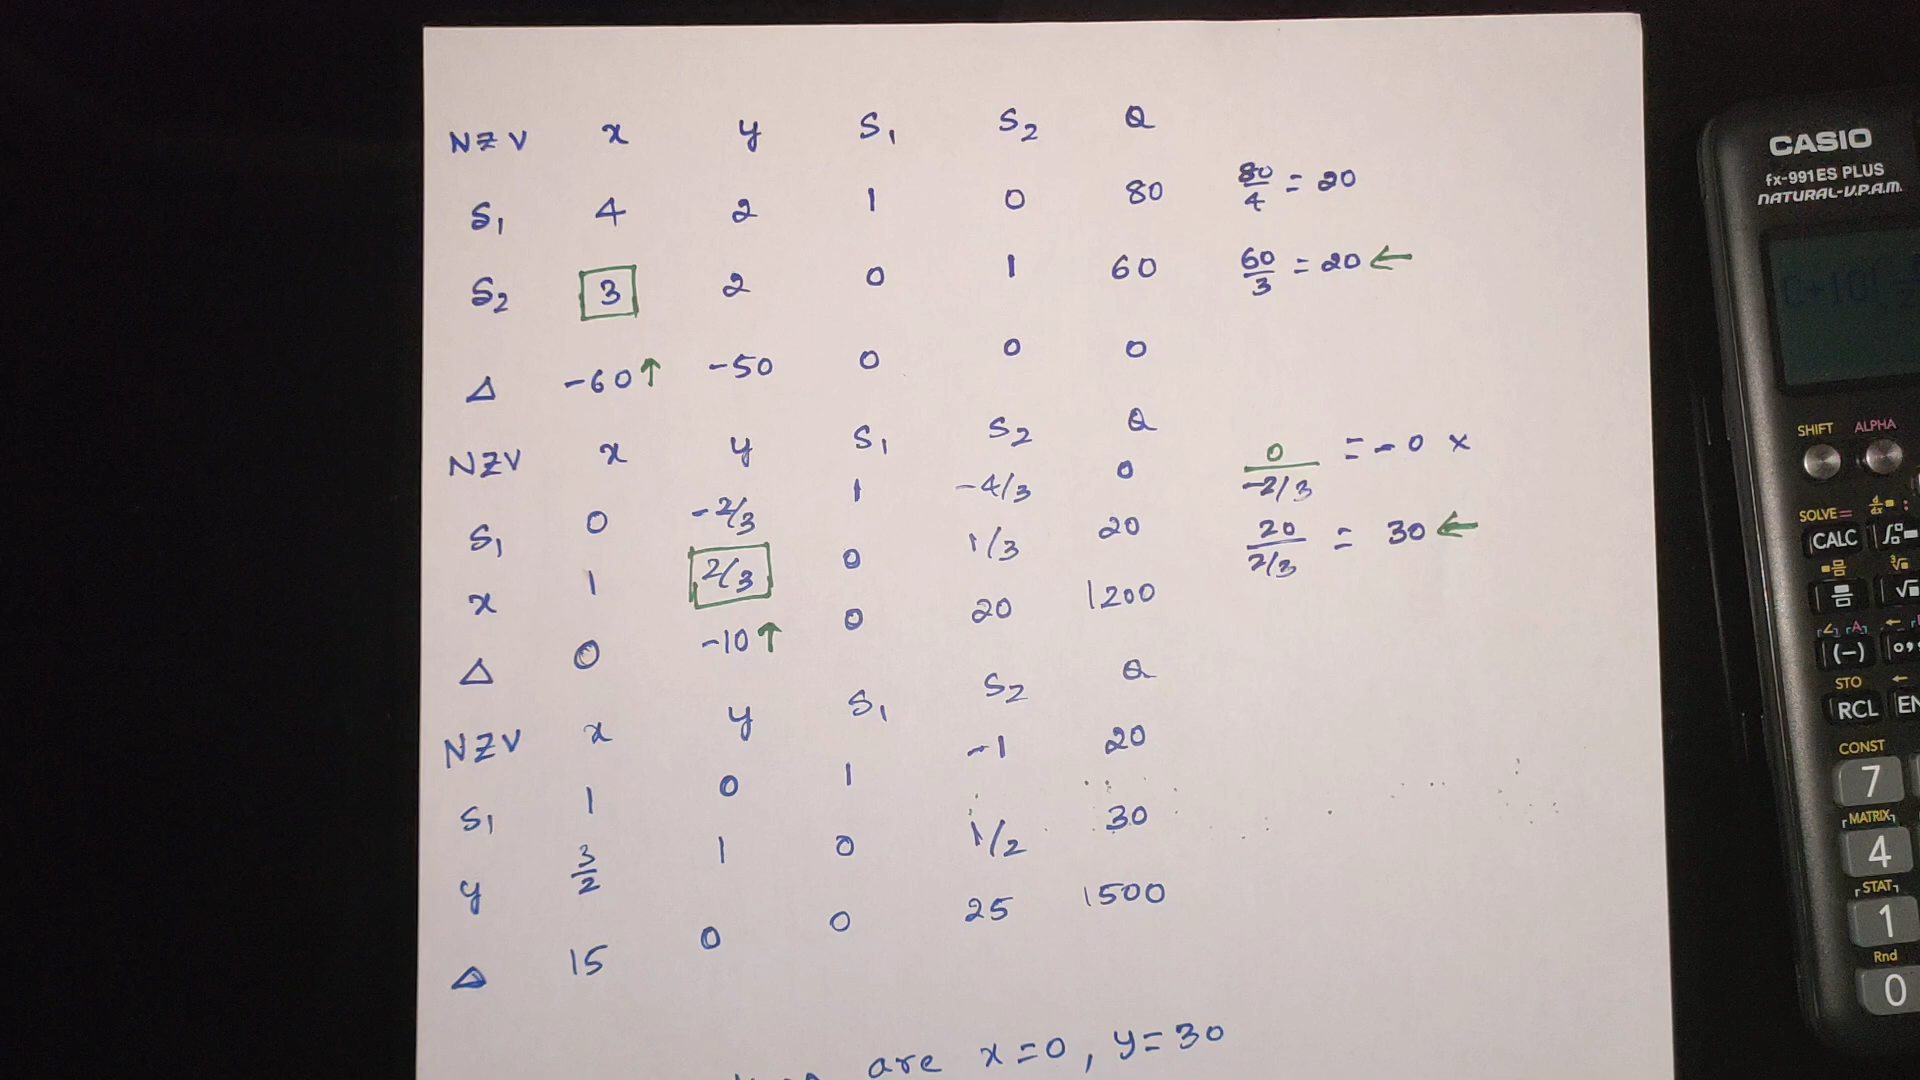 NZV x y S₁ S₂ Q
S₁ 4 2 1 0 80 80/4 = 20
S₂ 3 2 0 1 60 60/3 = 20 ←
Δ -60↑ -50 0 0 0
NZV x y S₁ S₂ Q
S₁ 0 -2/3 1 -4/3 0 0/-2/3 = -0 x
x 1 2/3 0 1/3 20 20/2/3 = 30 ←
Δ 0 -10↑ 0 20 1200
NZV x y S₁ S₂ Q
S₁ 1 0 1 -1 20
y 3/2 1 0 1/2 30
Δ 15 0 0 25 1500
are x=0, y=30
CASIO
fx-991ES PLUS
NATURAL-V.P.A.M.
SHIFT ALPHA
SOLVE =
CALC
(-)
STO
RCL
CONST
7
MATRIX
4
STAT
1
Rnd
0